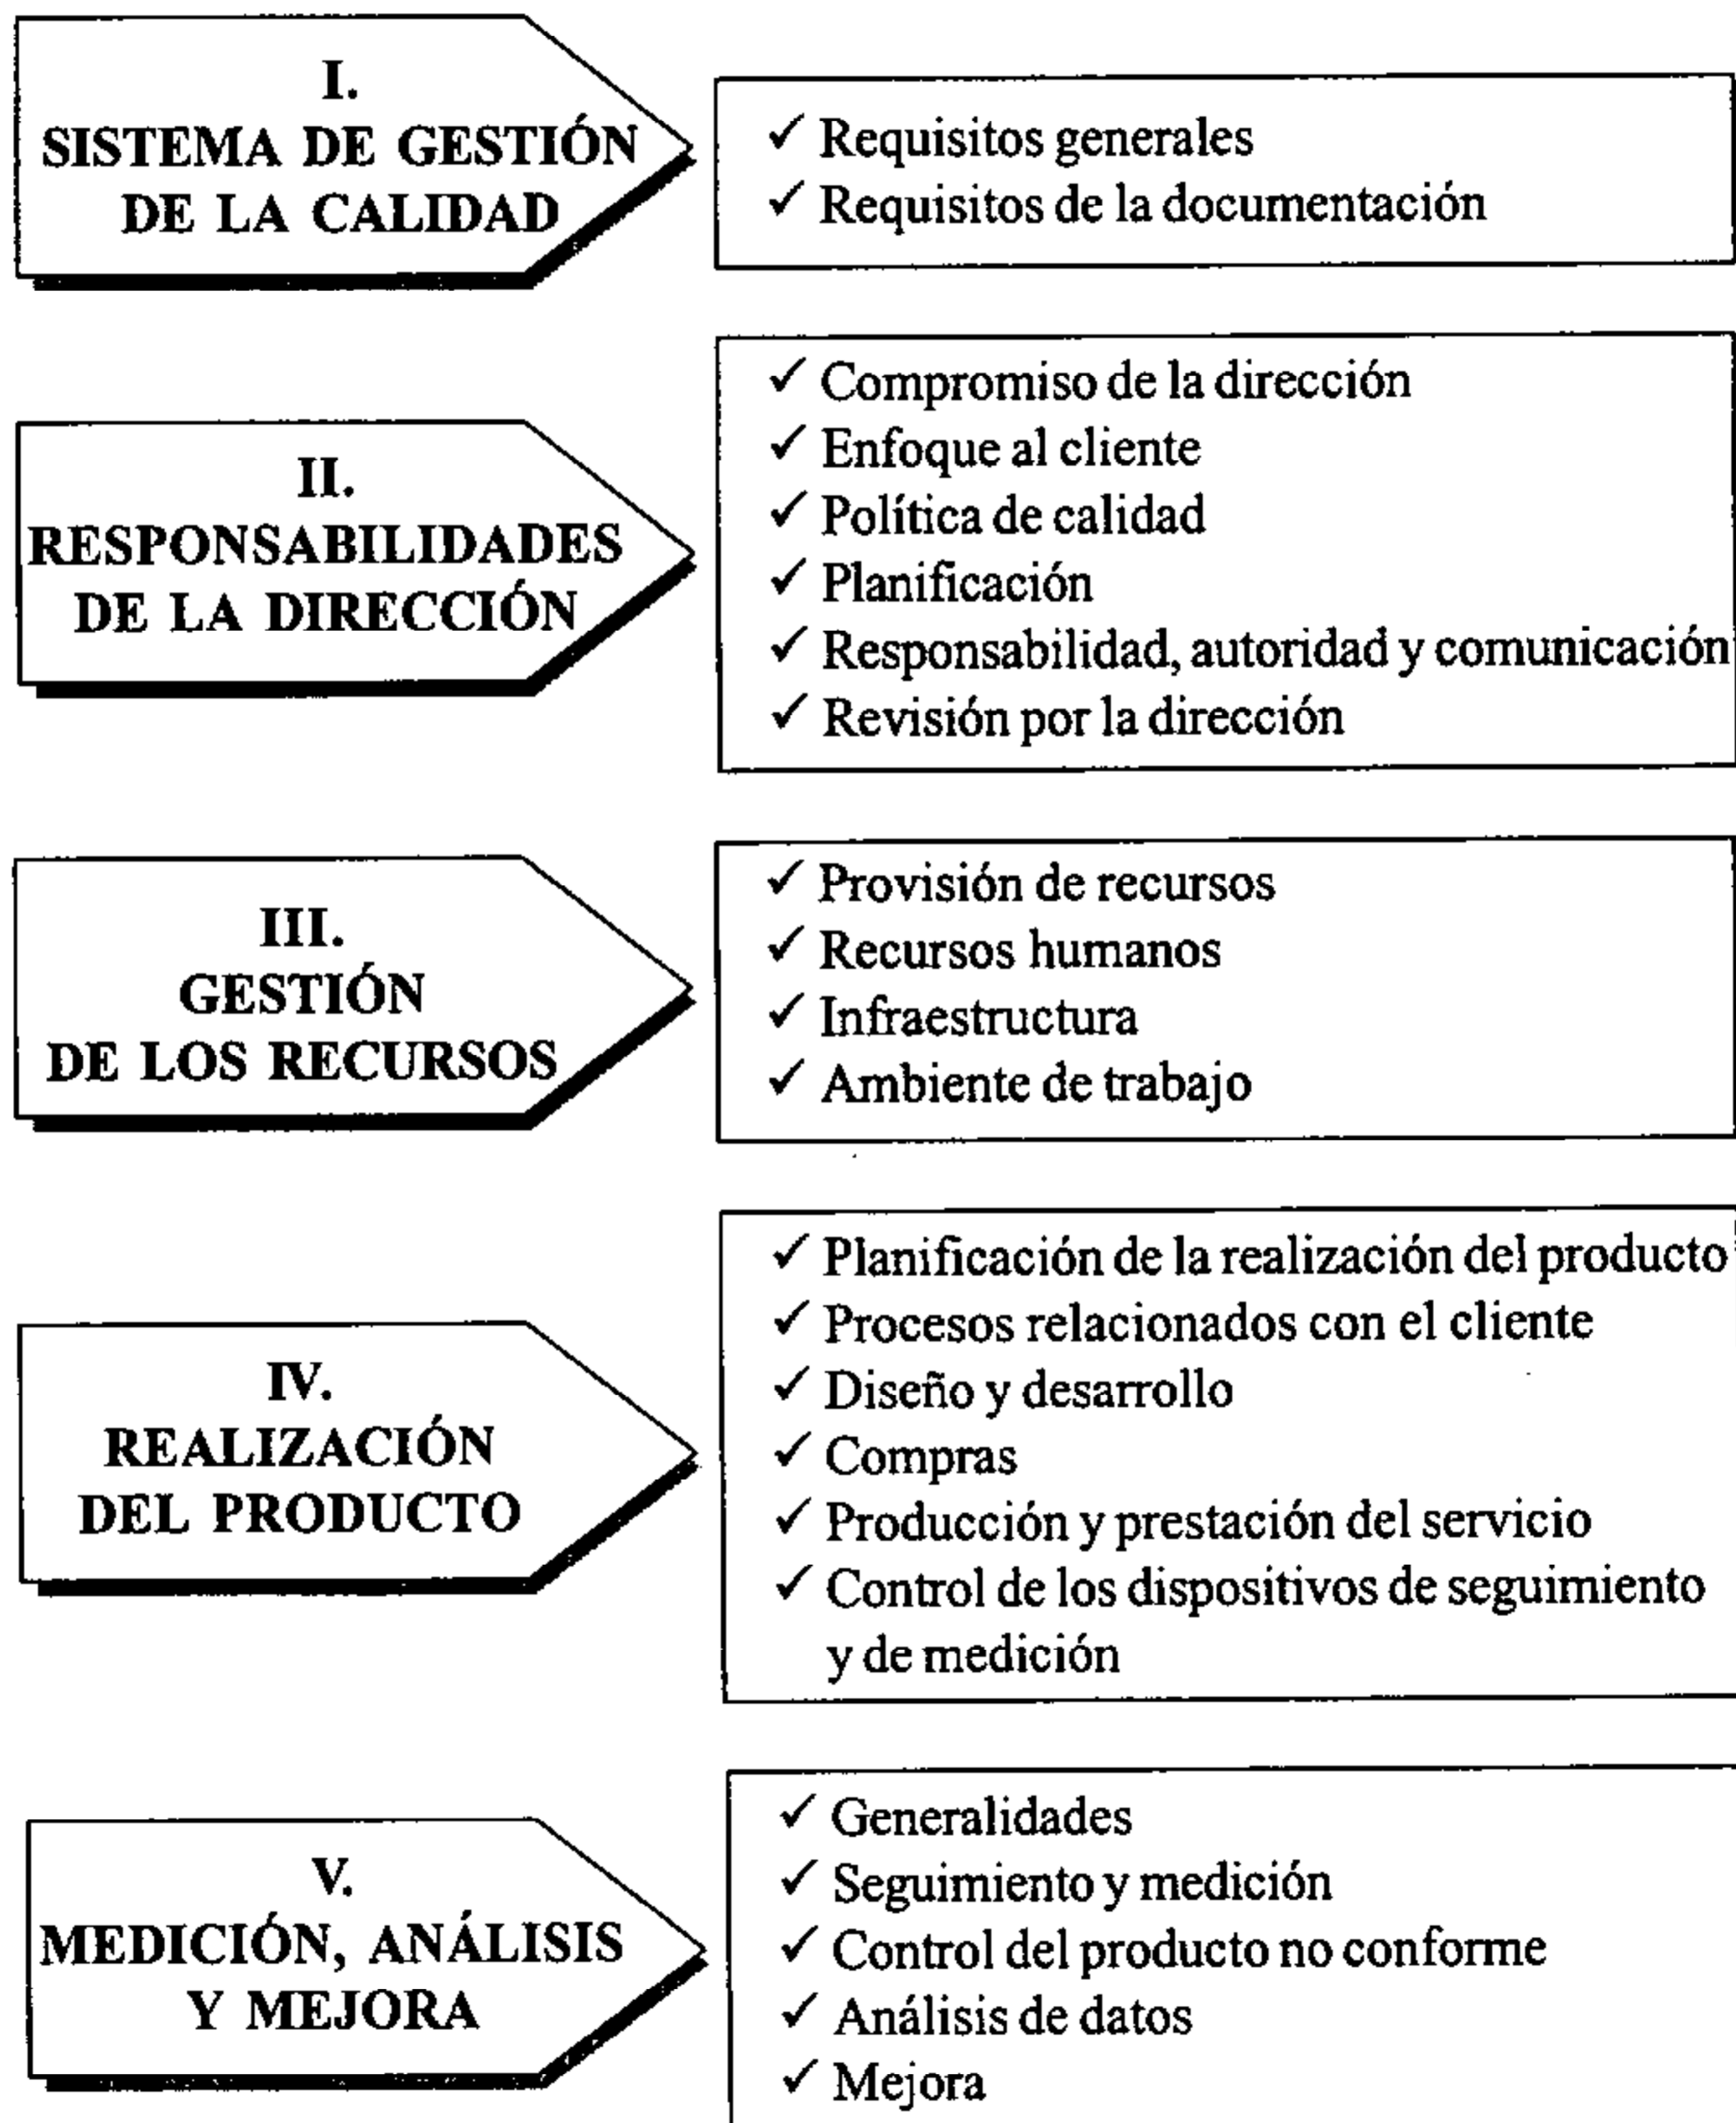 I.
SISTEMA DE GESTIÓN
DE LA CALIDAD
✓ Requisitos generales
✓ Requisitos de la documentación
II.
RESPONSABILIDADES
DE LA DIRECCIÓN
✓ Compromiso de la dirección
✓ Enfoque al cliente
✓ Política de calidad
✓ Planificación
✓ Responsabilidad, autoridad y comunicación
✓ Revisión por la dirección
III.
GESTIÓN
DE LOS RECURSOS
✓ Provisión de recursos
✓ Recursos humanos
✓ Infraestructura
✓ Ambiente de trabajo
IV.
REALIZACIÓN
DEL PRODUCTO
✓ Planificación de la realización del producto
✓ Procesos relacionados con el cliente
✓ Diseño y desarrollo
✓ Compras
✓ Producción y prestación del servicio
✓ Control de los dispositivos de seguimiento
y de medición
V.
MEDICIÓN, ANÁLISIS
Y MEJORA
✓ Generalidades
✓ Seguimiento y medición
✓ Control del producto no conforme
✓ Análisis de datos
✓ Mejora